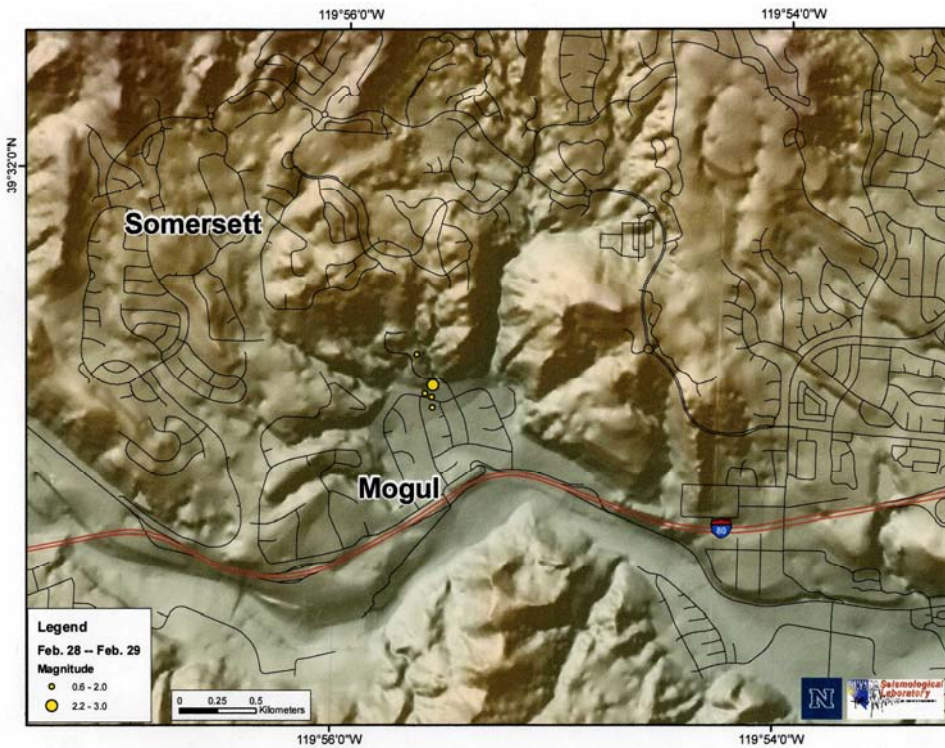 119°56'0"W
119°54'0"W
39°32'0"N
Somersett
Mogul
80
Legend
Feb. 28 -- Feb. 29
Magnitude
0.6 - 2.0
2.2 - 3.0
0 0.25 0.5
Kilometers
N
Seismological
Laboratory
119°56'0"W
119°54'0"W